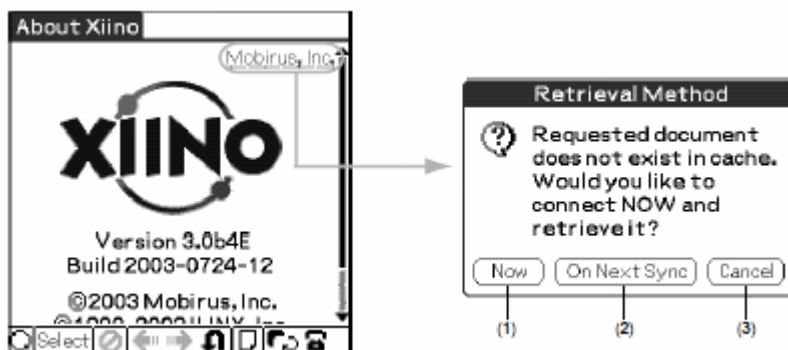 About Xiino
Mobirus, Inc.
XIINO
Version 3.0b4E
Build 2003-0724-12
©2003 Mobirus, Inc.
Select
Retrieval Method
Requested document
does not exist in cache.
Would you like to
connect NOW and
retrieve it?
Now
On Next Sync
Cancel
(1)
(2)
(3)